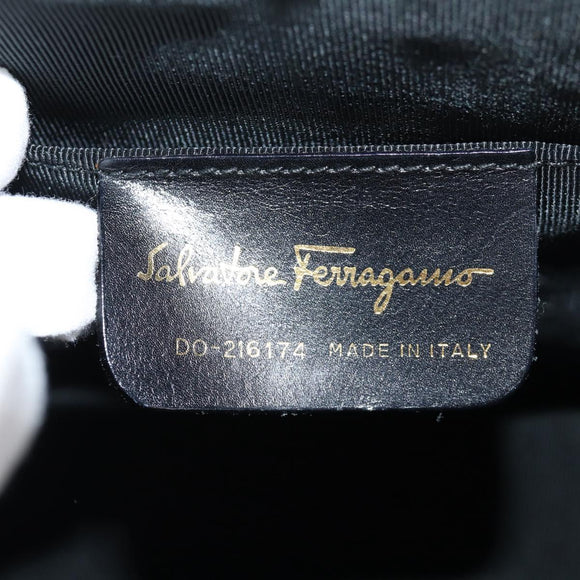 Salvatore Ferragamo
DO-216174 MADE IN ITALY